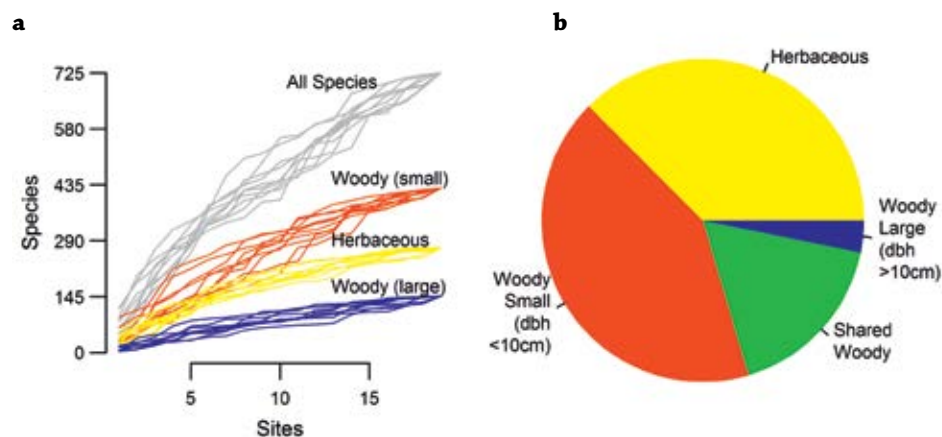 a
725
580
435
290
145
0
Species
5
10
15
Sites
All Species
Woody (small)
Herbaceous
Woody (large)
b
Herbaceous
Woody
Large
(dbh
>10cm)
Shared
Woody
Woody
Small
(dbh
<10cm)